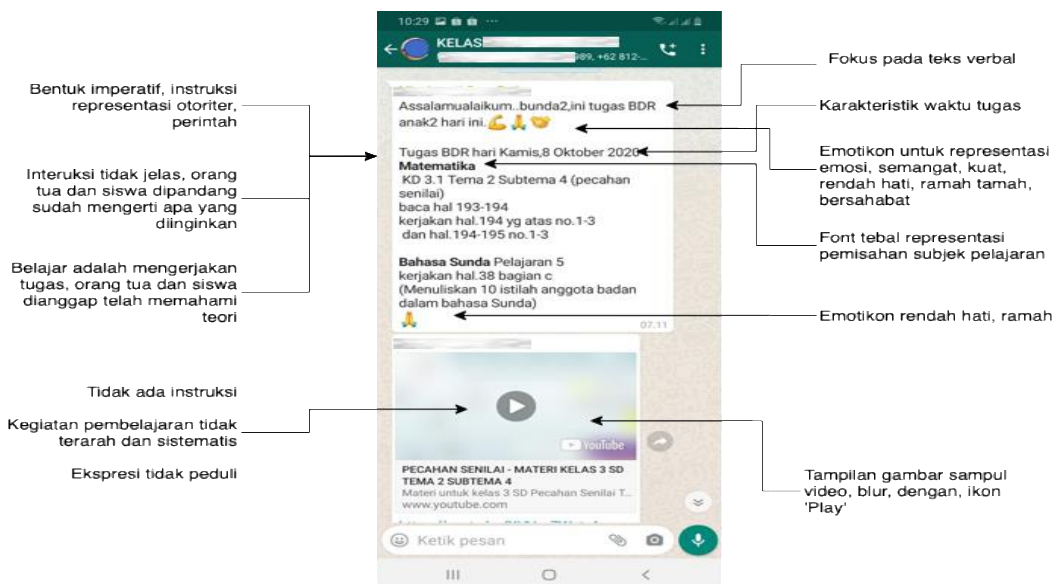 Bentuk imperatif, instruksi
representasi otoriter,
perintah
Interuksi tidak jelas, orang
tua dan siswa dipandang
sudah mengerti apa yang
diinginkan
Belajar adalah mengerjakan
tugas, orang tua dan siswa
dianggap telah memahami
teori
Tidak ada instruksi
Kegiatan pembelajaran tidak
terarah dan sistematis
Ekspresi tidak peduli
10:29
KELAS
989, +62 812-...
Assalamualaikum..bunda2,ini tugas BDR
anak2 hari ini.💪🙏🤝
Tugas BDR hari Kamis,8 Oktober 2020
Matematika
KD 3.1 Tema 2 Subtema 4 (pecahan
senilai)
baca hal 193-194
kerjakan hal.194 yg atas no.1-3
dan hal.194-195 no.1-3
Bahasa Sunda Pelajaran 5
kerjakan hal.38 bagian c
(Menuliskan 10 istilah anggota badan
dalam bahasa Sunda)
🙏
07.11
YouTube
PECAHAN SENILAI - MATERI KELAS 3 SD
TEMA 2 SUBTEMA 4
Materi untuk kelas 3 SD Pecahan Senilai T...
www.youtube.com
Ketik pesan
Fokus pada teks verbal
Karakteristik waktu tugas
Emotikon untuk representasi
emosi, semangat, kuat,
rendah hati, ramah tamah,
bersahabat
Font tebal representasi
pemisahan subjek pelajaran
Emotikon rendah hati, ramah
Tampilan gambar sampul
video, blur, dengan, ikon
'Play'